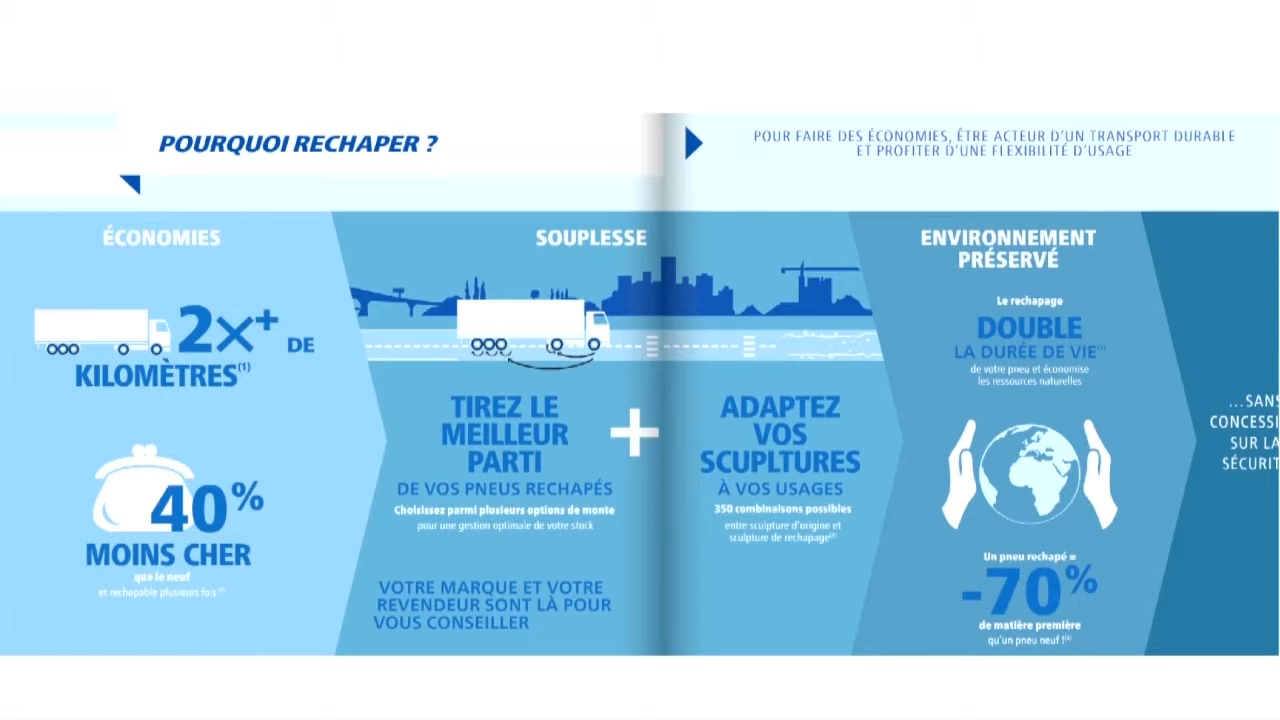 POURQUOI RECHAPER ?
POUR FAIRE DES ÉCONOMIES, ÊTRE ACTEUR D'UN TRANSPORT DURABLE
ET PROFITER D'UNE FLEXIBILITÉ D'USAGE
ÉCONOMIES
2x+ DE
KILOMÈTRES(1)
40%
MOINS CHER
que le neuf
et rechapable plusieurs fois
SOUPLESSE
TIREZ LE
MEILLEUR
PARTI
DE VOS PNEUS RECHAPÉS
Choisissez parmi plusieurs options de monte
pour une gestion optimale de votre stock
VOTRE MARQUE ET VOTRE
REVENDEUR SONT LÀ POUR
VOUS CONSEILLER
+
ADAPTEZ
VOS
SCUPLTURES
À VOS USAGES
350 combinaisons possibles
entre sculpture d'origine et
sculpture de rechapage
ENVIRONNEMENT
PRÉSERVÉ
Le rechapage
DOUBLE
LA DURÉE DE VIE
de votre pneu et économise
les ressources naturelles
Un pneu rechapé =
-70%
de matière première
qu'un pneu neuf !(4)
...SANS
CONCESSI
SUR LA
SÉCURIT